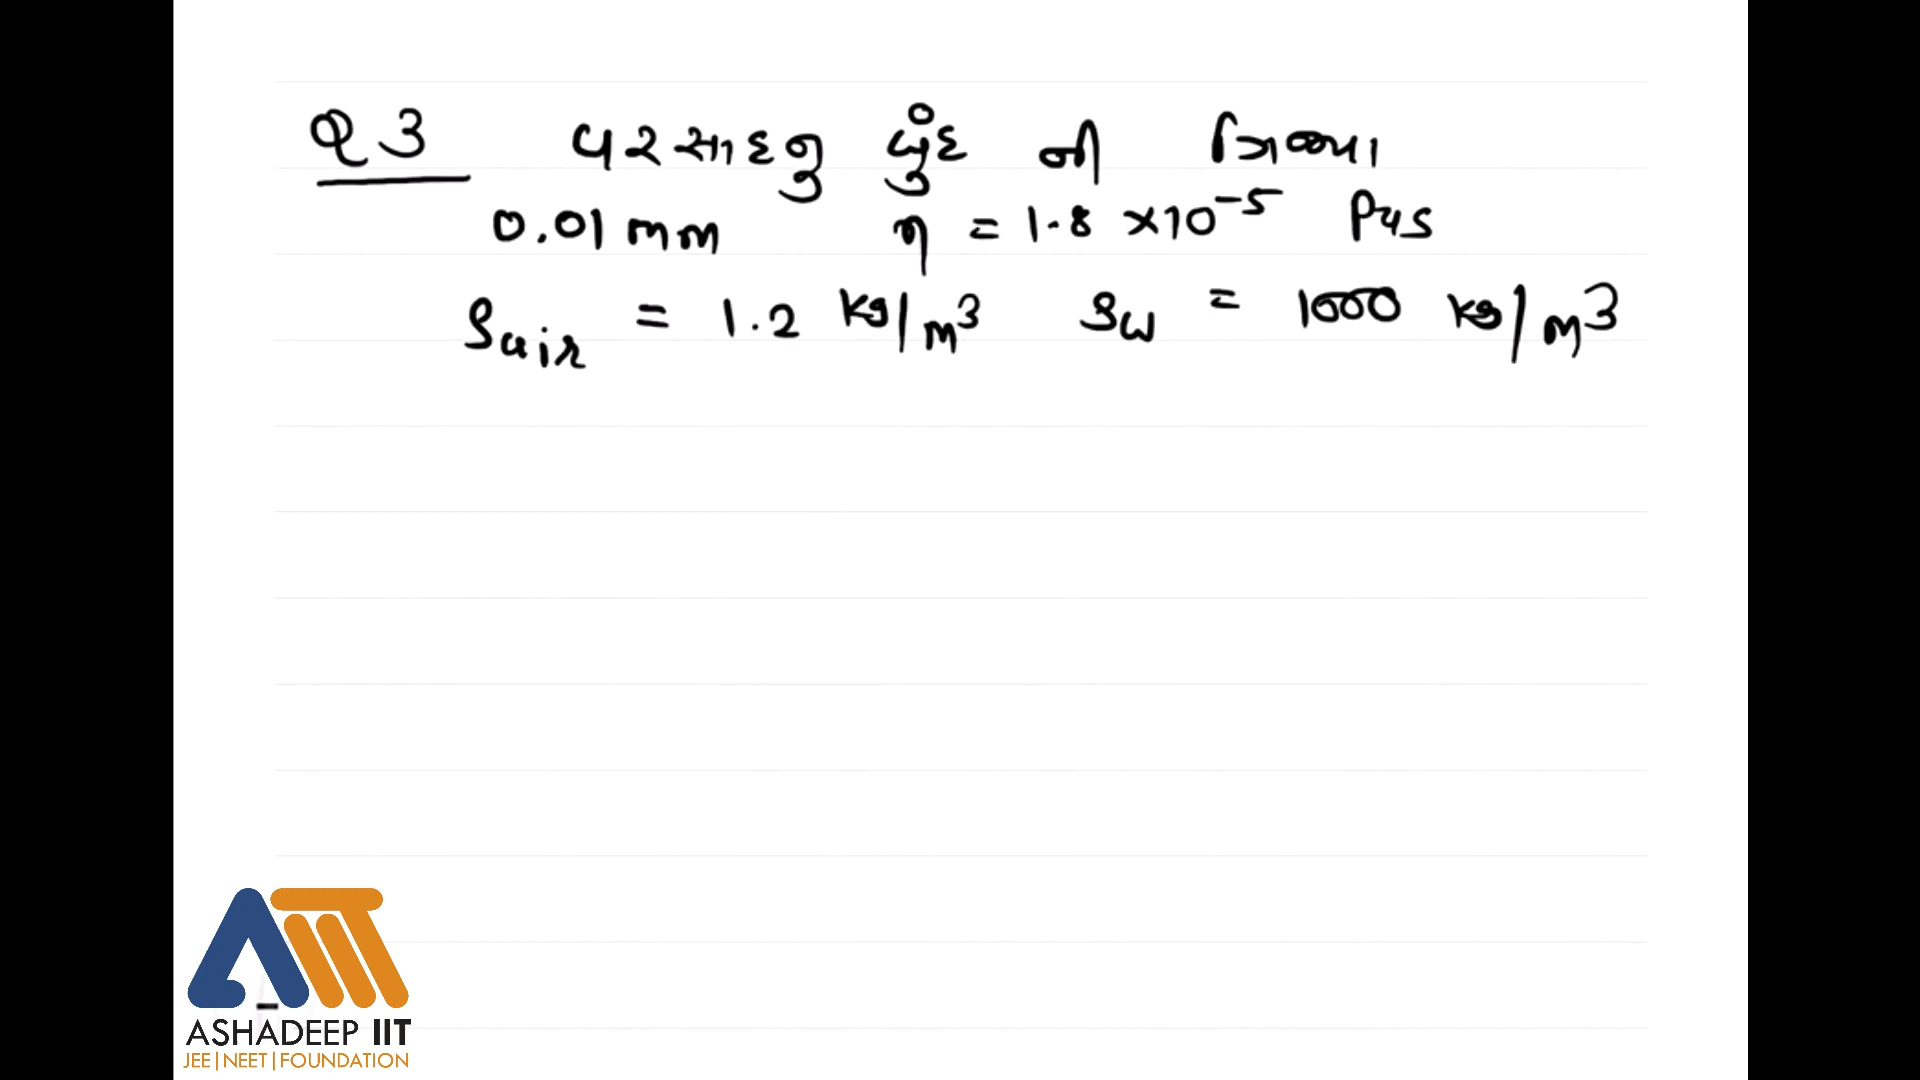 Q 3 વરસાદનુ બુંદ ની ત્રિજ્યા
0.01 mm η = 1.8 ×10⁻⁵ Pas
ρair = 1.2 kg/m³ ρw = 1000 kg/m³
ASHADEEP IIT
JEE|NEET|FOUNDATION